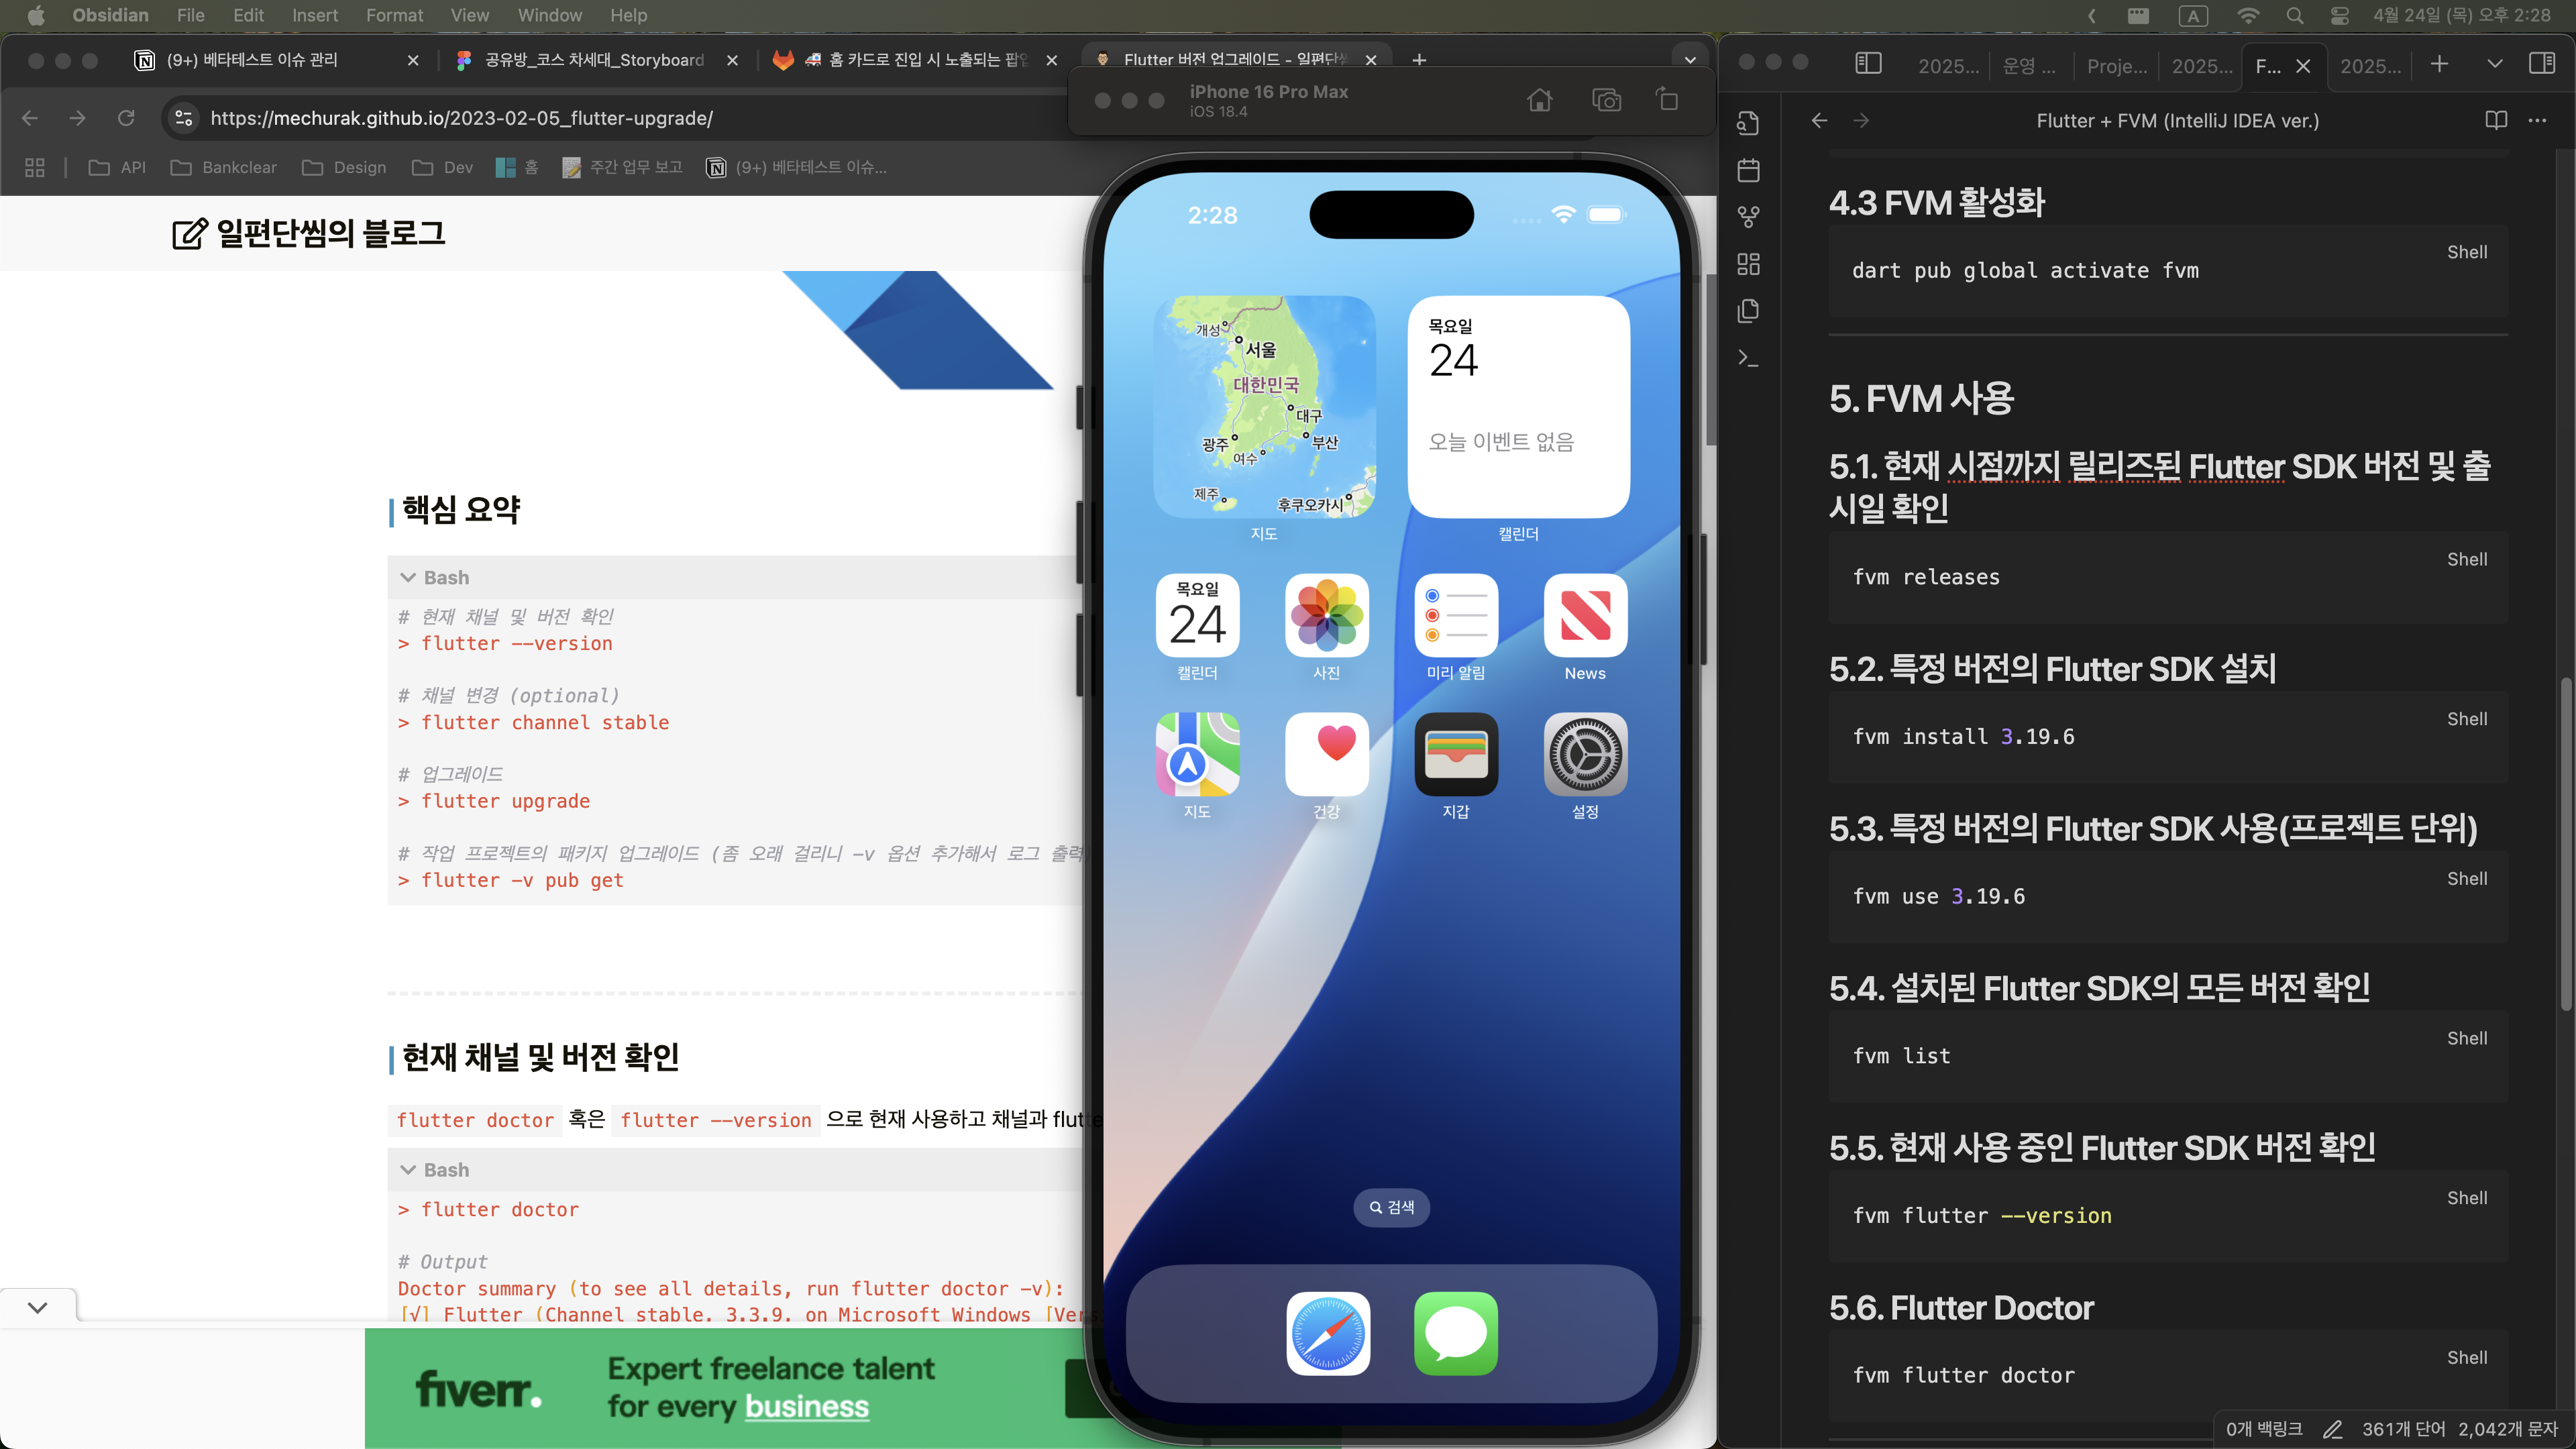 Obsidian File Edit Insert Format View Window Help
A
4월 24일 (목) 오후 2:28
(9+) 베타테스트 이슈 관리
공유방_코스 차세대_Storyboard
홈 카드로 진입 시 노출되는 팝업
Flutter 버전 업그레이드 - 일편단씸
https://mechurak.github.io/2023-02-05_flutter-upgrade/
API Bankclear Design Dev 홈 주간 업무 보고 (9+) 베타테스트 이슈...
일편단씸의 블로그
핵심 요약
Bash
# 현재 채널 및 버전 확인
> flutter --version
# 채널 변경 (optional)
> flutter channel stable
# 업그레이드
> flutter upgrade
# 작업 프로젝트의 패키지 업그레이드 (좀 오래 걸리니 -v 옵션 추가해서 로그 출력
> flutter -v pub get
현재 채널 및 버전 확인
flutter doctor 혹은 flutter --version 으로 현재 사용하고 채널과 flutte
Bash
> flutter doctor
# Output
Doctor summary (to see all details, run flutter doctor -v):
[√] Flutter (Channel stable, 3.3.9, on Microsoft Windows [Vers
fiverr.
Expert freelance talent
for every business
iPhone 16 Pro Max
iOS 18.4
2:28
개성
서울
대한민국
대구
광주
부산
여수
제주
후쿠오카시
지도
목요일
24
오늘 이벤트 없음
캘린더
목요일
24
캘린더
사진
미리 알림
News
지도
건강
지갑
설정
검색
2025... 운영 ... Proje... 2025... F... 2025...
Flutter + FVM (IntelliJ IDEA ver.)
4.3 FVM 활성화
Shell
dart pub global activate fvm
5. FVM 사용
5.1. 현재 시점까지 릴리즈된 Flutter SDK 버전 및 출
시일 확인
Shell
fvm releases
5.2. 특정 버전의 Flutter SDK 설치
Shell
fvm install 3.19.6
5.3. 특정 버전의 Flutter SDK 사용(프로젝트 단위)
Shell
fvm use 3.19.6
5.4. 설치된 Flutter SDK의 모든 버전 확인
Shell
fvm list
5.5. 현재 사용 중인 Flutter SDK 버전 확인
Shell
fvm flutter --version
5.6. Flutter Doctor
Shell
fvm flutter doctor
0개 백링크 361개 단어 2,042개 문자